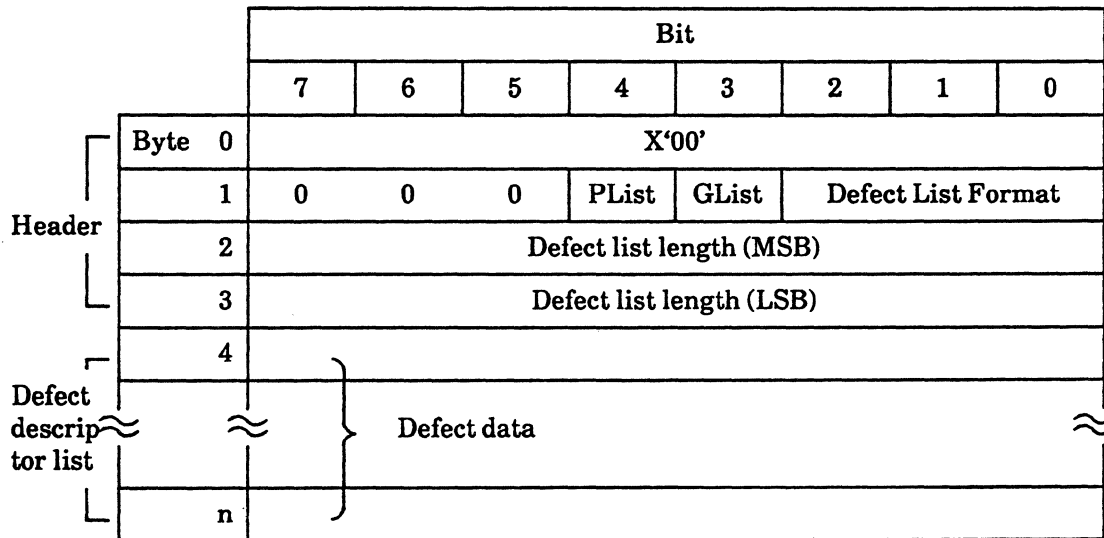 Bit
7 6 5 4 3 2 1 0
Byte 0 X‘00’
1 0 0 0 PList GList Defect List Format
Header
2 Defect list length (MSB)
3 Defect list length (LSB)
4
Defect
descrip
tor list
Defect data
n